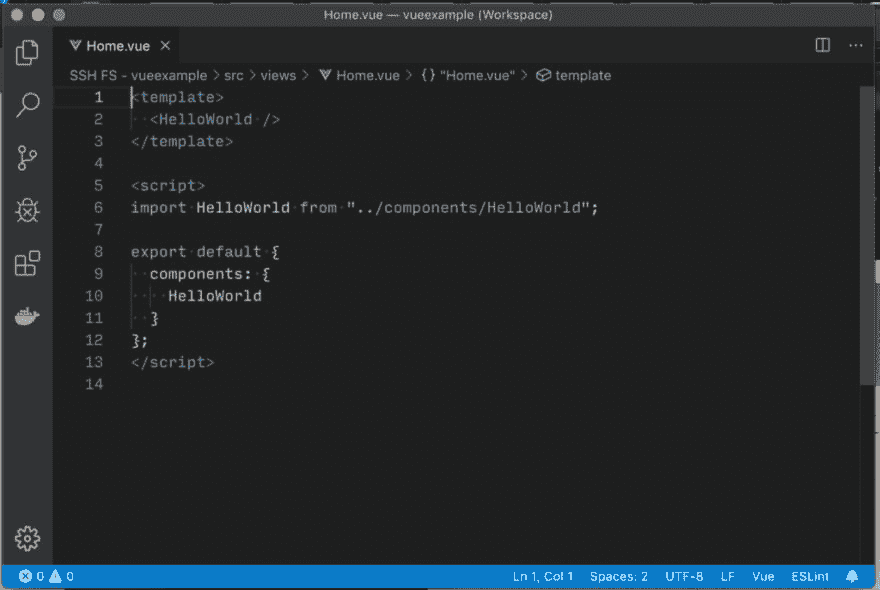 Home.vue — vueexample (Workspace)
Home.vue
SSH FS - vueexample > src > views > Home.vue > {} "Home.vue" > template
1 <template>
2 <HelloWorld />
3 </template>
4
5 <script>
6 import HelloWorld from "../components/HelloWorld";
7
8 export default {
9 components: {
10 HelloWorld
11 }
12 };
13 </script>
14
0 0 Ln 1, Col 1 Spaces: 2 UTF-8 LF Vue ESLint